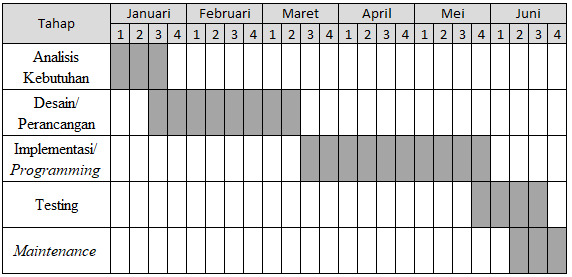 Tahap Januari Februari Maret April Mei Juni
1 2 3 4 1 2 3 4 1 2 3 4 1 2 3 4 1 2 3 4 1 2 3 4
Analisis
Kebutuhan
Desain/
Perancangan
Implementasi/
Programming
Testing
Maintenance